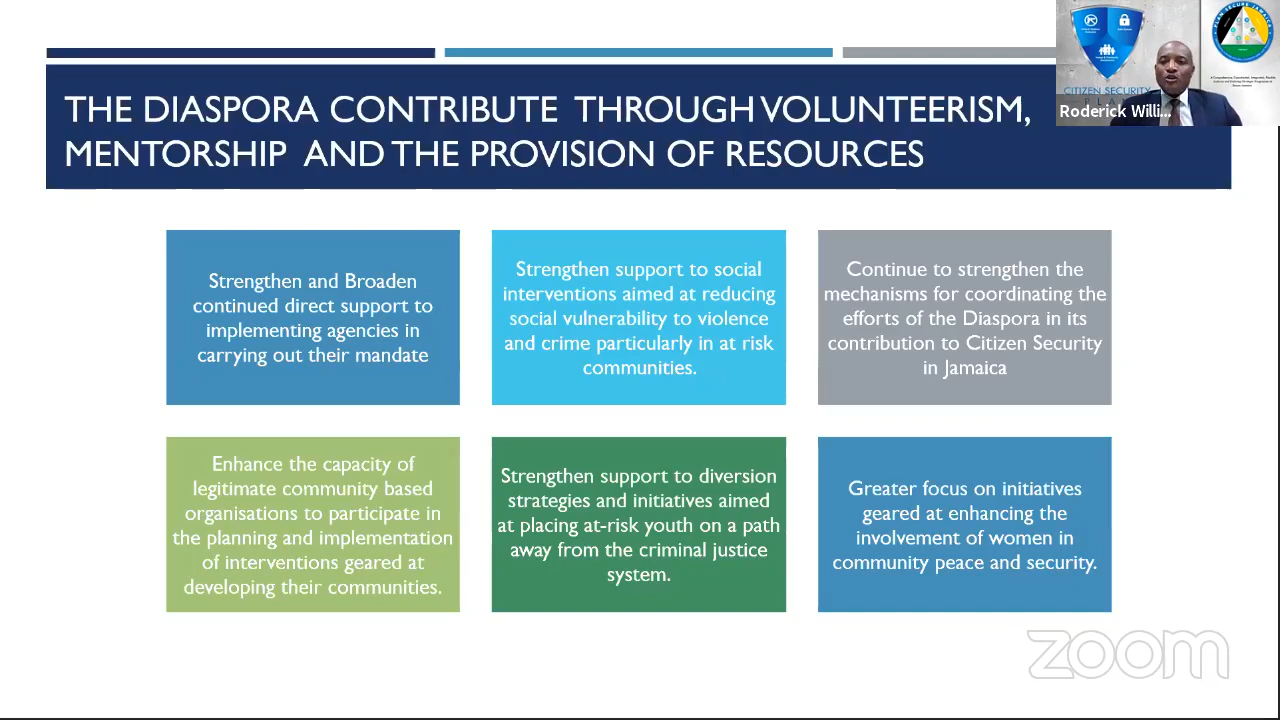 THE DIASPORA CONTRIBUTE THROUGH VOLUNTEERISM,
MENTORSHIP AND THE PROVISION OF RESOURCES
CITIZEN SECURITY
Roderick Willi...
PLAN SECURE JAMAICA
Strengthen and Broaden
continued direct support to
implementing agencies in
carrying out their mandate
Strengthen support to social
interventions aimed at reducing
social vulnerability to violence
and crime particularly in at risk
communities.
Continue to strengthen the
mechanisms for coordinating the
efforts of the Diaspora in its
contribution to Citizen Security
in Jamaica
Enhance the capacity of
legitimate community based
organisations to participate in
the planning and implementation
of interventions geared at
developing their communities.
Strengthen support to diversion
strategies and initiatives aimed
at placing at-risk youth on a path
away from the criminal justice
system.
Greater focus on initiatives
geared at enhancing the
involvement of women in
community peace and security.
zoom